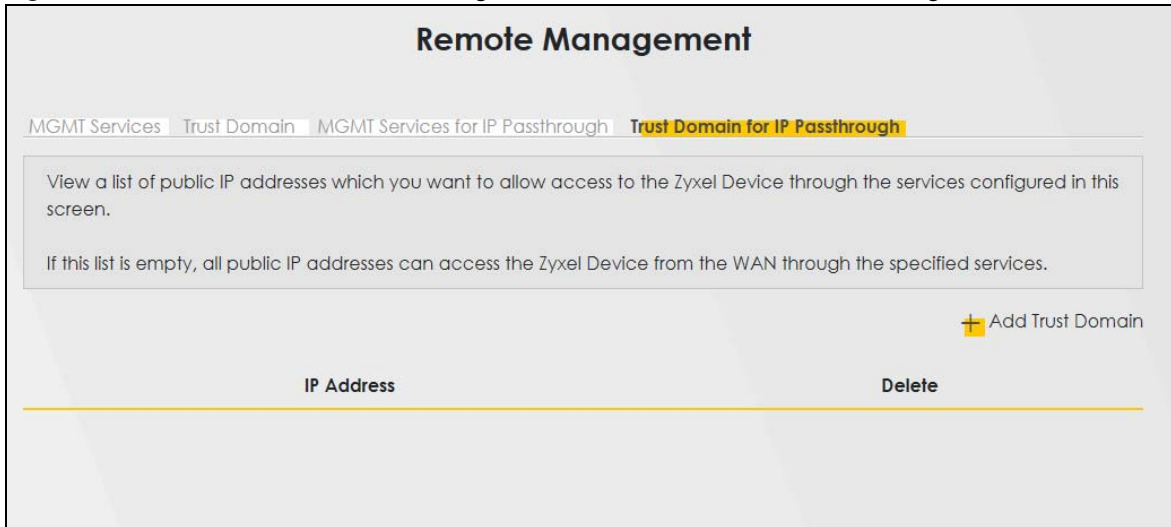 Remote Management
MGMT Services Trust Domain MGMT Services for IP Passthrough Trust Domain for IP Passthrough
View a list of public IP addresses which you want to allow access to the Zyxel Device through the services configured in this
screen.
If this list is empty, all public IP addresses can access the Zyxel Device from the WAN through the specified services.
+ Add Trust Domain
IP Address Delete